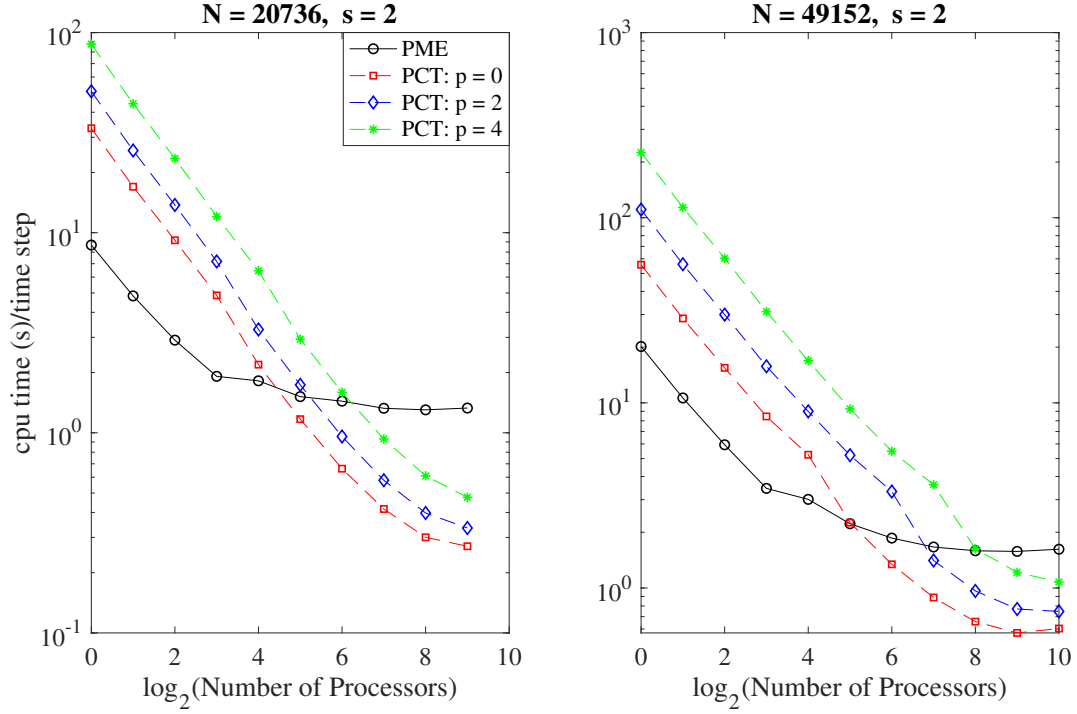 N = 20736, s = 2
cpu time (s)/time step
10^2
10^1
10^0
10^-1
0 2 4 6 8 10
log_2(Number of Processors)
PME
PCT: p = 0
PCT: p = 2
PCT: p = 4
N = 49152, s = 2
10^3
10^2
10^1
10^0
0 2 4 6 8 10
log_2(Number of Processors)